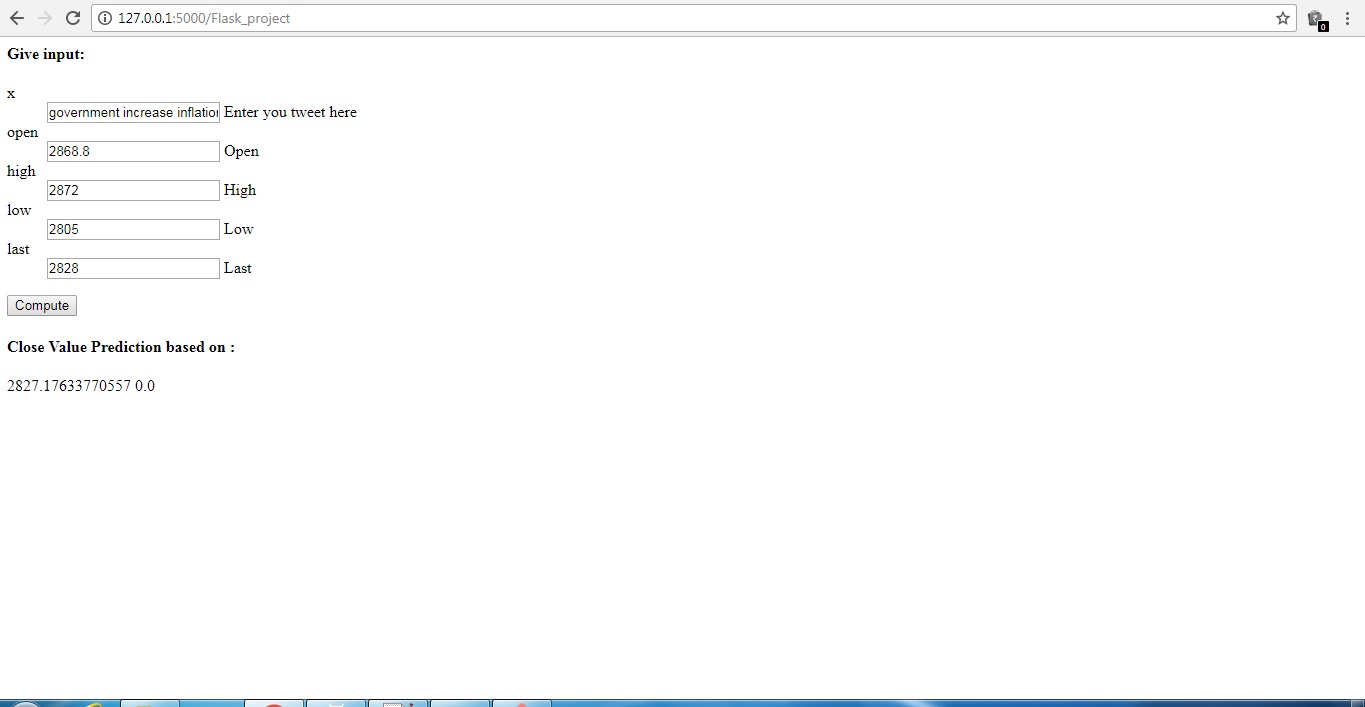 127.0.0.1:5000/Flask_project
0
Give input:
x
government increase inflation Enter you tweet here
open
2868.8 Open
high
2872 High
low
2805 Low
last
2828 Last
Compute
Close Value Prediction based on :
2827.17633770557 0.0